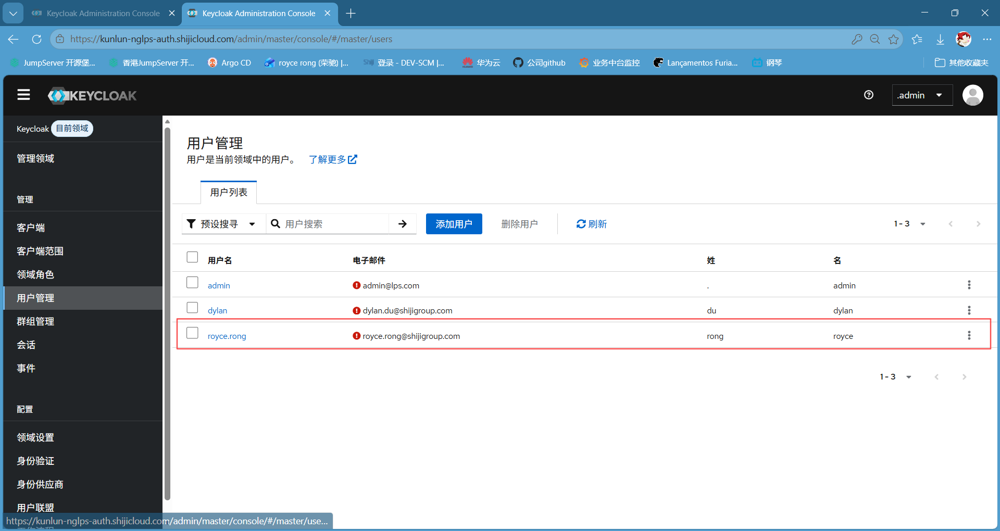 Keycloak Administration Console
Keycloak Administration Console
https://kunlun-nglps-auth.shijicloud.com/admin/master/console/#/master/users
JumpServer 开源堡...
香港JumpServer 开...
Argo CD
royce rong (荣驰) |...
登录 - DEV-SCM |...
华为云
公司github
业务中台监控
Lançamentos Furia...
钢琴
其他收藏夹
KEYCLOAK
.admin
Keycloak 目前领域
管理领域
管理
客户端
客户端范围
领域角色
用户管理
群组管理
会话
事件
配置
领域设置
身份验证
身份供应商
用户联盟
https://kunlun-nglps-auth.shijicloud.com/admin/master/console/#/master/use...
用户管理
用户是当前领域中的用户。 了解更多
用户列表
预设搜寻 用户搜索 添加用户 删除用户 刷新 1 - 3
用户名 电子邮件 姓 名
admin admin@lps.com . admin
dylan dylan.du@shijigroup.com du dylan
royce.rong royce.rong@shijigroup.com rong royce
1 - 3